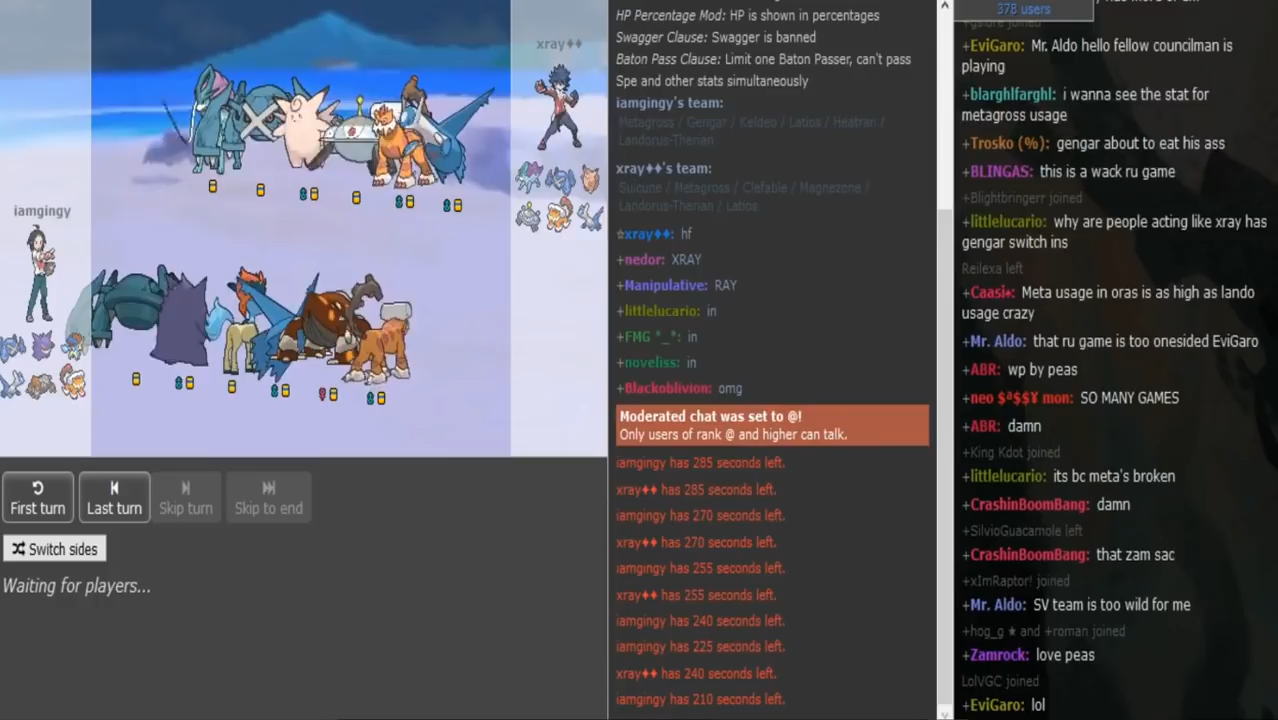 xray♦♦
iamgingy
First turn
Last turn
Skip turn
Skip to end
Switch sides
Waiting for players...
HP Percentage Mod: HP is shown in percentages
Swagger Clause: Swagger is banned
Baton Pass Clause: Limit one Baton Passer, can't pass
Spe and other stats simultaneously
iamgingy's team:
Metagross / Gengar / Keldeo / Latios / Heatran /
Landorus-Therian
xray♦♦'s team:
Suicune / Metagross / Clefable / Magnezone /
Landorus-Therian / Latios
☆xray♦♦: hf
+nedor: XRAY
+Manipulative: RAY
+littlelucario: in
+FMG *_*: in
+noveliss: in
+Blackoblivion: omg
Moderated chat was set to @!
Only users of rank @ and higher can talk.
iamgingy has 285 seconds left.
xray♦♦ has 285 seconds left.
iamgingy has 270 seconds left.
xray♦♦ has 270 seconds left.
iamgingy has 255 seconds left.
xray♦♦ has 255 seconds left.
iamgingy has 240 seconds left.
iamgingy has 225 seconds left.
xray♦♦ has 240 seconds left.
iamgingy has 210 seconds left.
378 users
joined
+EviGaro: Mr. Aldo hello fellow councilman is
playing
+blarghlfarghl: i wanna see the stat for
metagross usage
+Trosko (%): gengar about to eat his ass
+BLINGAS: this is a wack ru game
+Blightbringerr joined
+littlelucario: why are people acting like xray has
gengar switch ins
Reilexa left
+Caasi♠: Meta usage in oras is as high as lando
usage crazy
+Mr. Aldo: that ru game is too onesided EviGaro
+ABR: wp by peas
+neo $ª$$¥ mon: SO MANY GAMES
+ABR: damn
+King Kdot joined
+littlelucario: its bc meta's broken
+CrashinBoomBang: damn
+SilvioGuacamole left
+CrashinBoomBang: that zam sac
+xImRaptor! joined
+Mr. Aldo: SV team is too wild for me
+hog_g ★ and +roman joined
+Zamrock: love peas
LolVGC joined
+EviGaro: lol